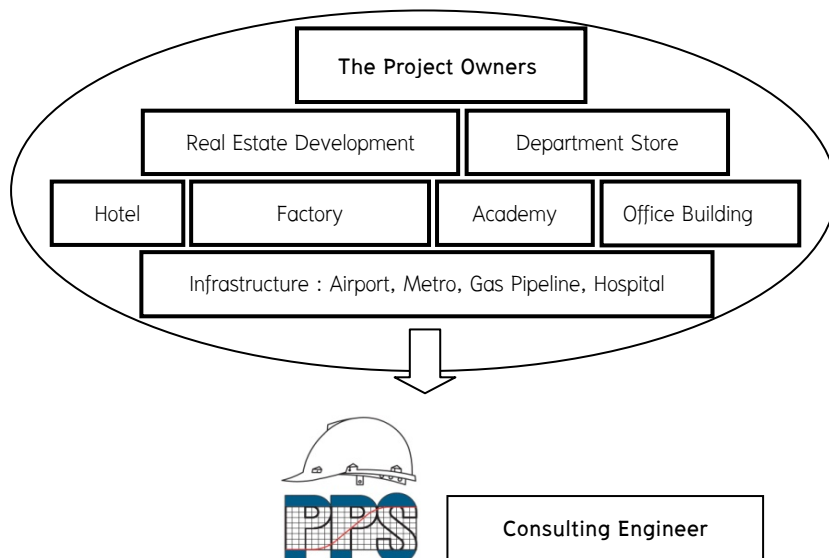 The Project Owners
Real Estate Development
Department Store
Hotel
Factory
Academy
Office Building
Infrastructure : Airport, Metro, Gas Pipeline, Hospital
PPS
Consulting Engineer